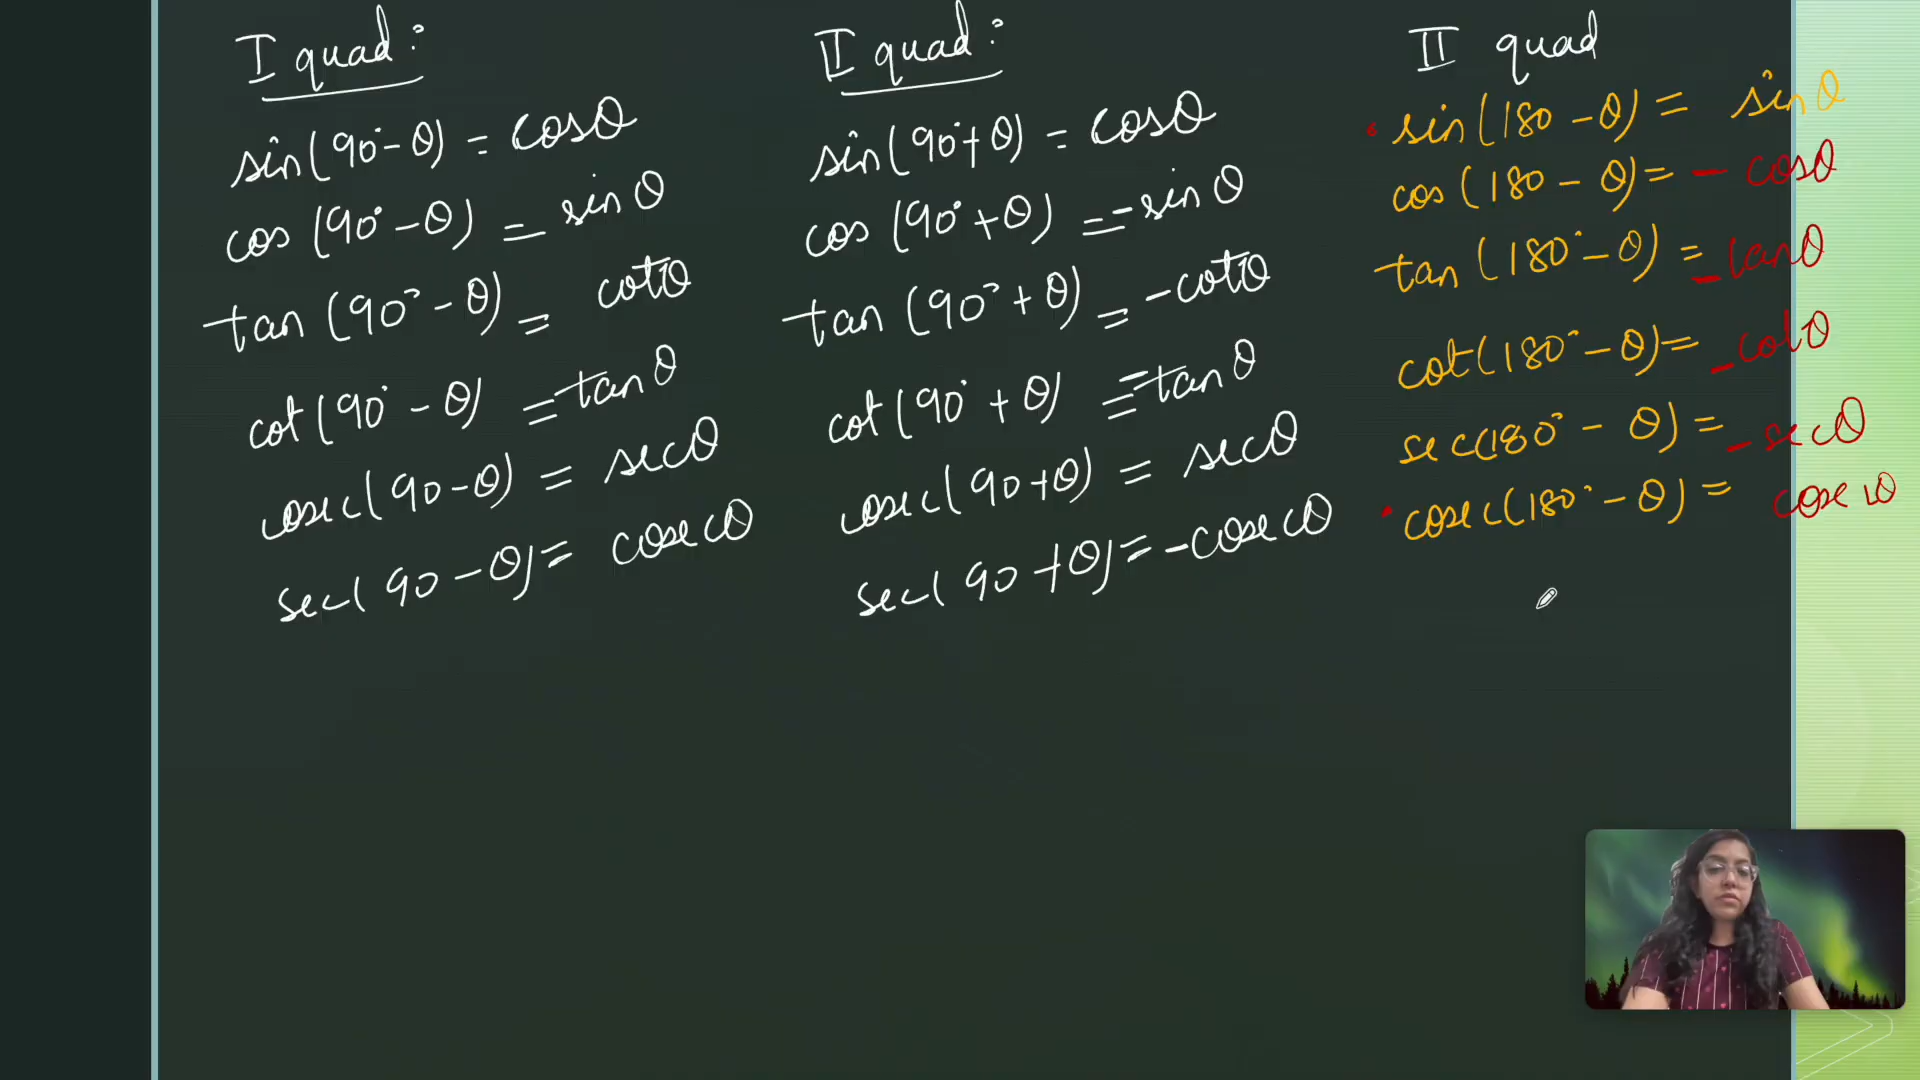 I quad:
sin(90°-θ) = cosθ
cos (90°-θ) = sinθ
tan (90°-θ) = cotθ
cot(90°-θ) = tanθ
cosec(90-θ) = secθ
sec(90-θ) = cosecθ
II quad:
sin(90°+θ) = cosθ
cos (90°+θ) = -sinθ
tan (90°+θ) = -cotθ
cot(90°+θ) = -tanθ
cosec(90+θ) = secθ
sec(90+θ) = -cosecθ
II quad
sin(180-θ) = sinθ
cos(180-θ) = -cosθ
tan(180°-θ) = -tanθ
cot(180°-θ) = -cotθ
sec(180°-θ) = -secθ
cosec(180°-θ) = cosecθ